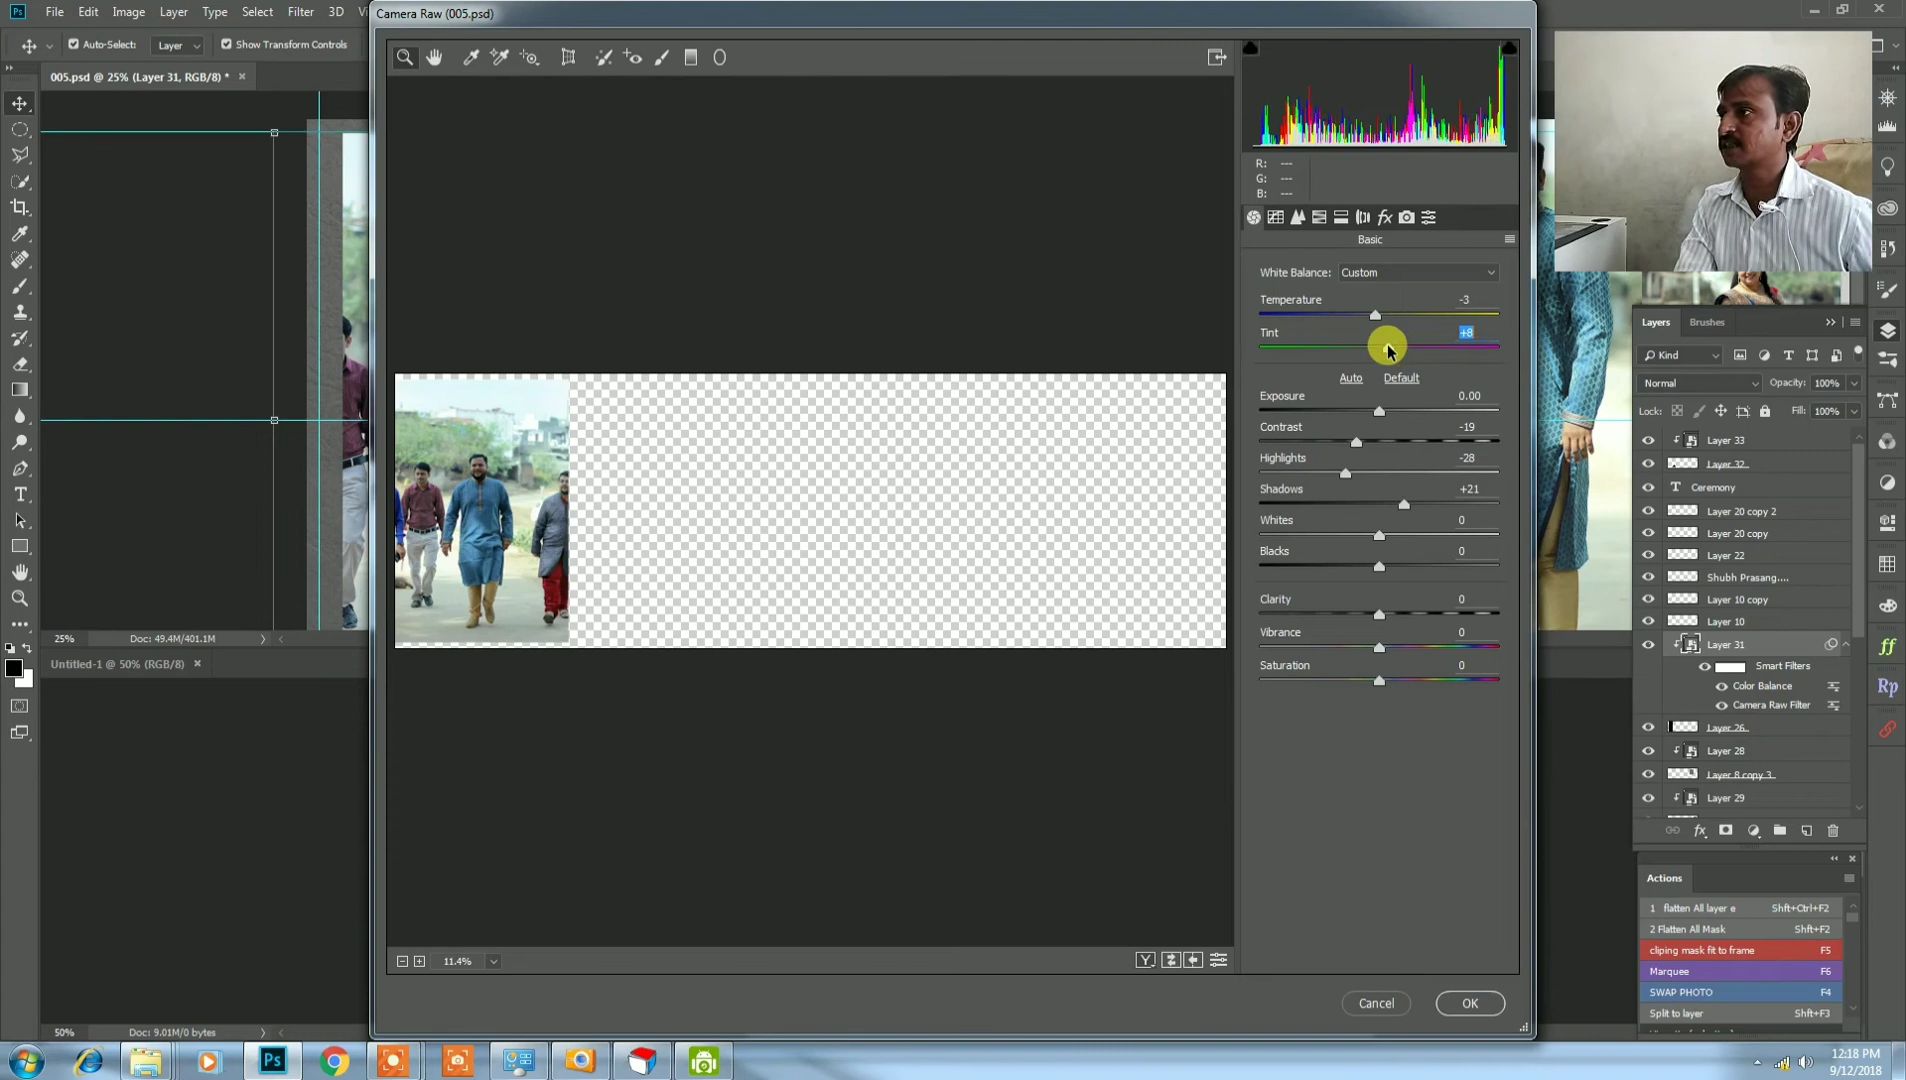 Ps File Edit Image Layer Type Select Filter 3D
Camera Raw (005.psd)
Auto-Select: Layer Show Transform Controls
005.psd @ 25% (Layer 31, RGB/8) *
R: ---
G: ---
B: ---
Basic
White Balance: Custom
Temperature -3
Tint +8
Auto Default
Exposure 0.00
Contrast -19
Highlights -28
Shadows +21
Whites 0
Blacks 0
Clarity 0
Vibrance 0
Saturation 0
11.4%
Y
Cancel OK
25% Doc: 49.4M/401.1M
Untitled-1 @ 50% (RGB/8)
50% Doc: 9.01M/0 bytes
Layers Brushes
Kind
Normal Opacity: 100%
Lock: Fill: 100%
Layer 33
Layer 32
T Ceremony
Layer 20 copy 2
Layer 20 copy
Layer 22
Shubh Prasang....
Layer 10 copy
Layer 10
Layer 31
Smart Filters
Color Balance
Camera Raw Filter
Layer 26
Layer 28
Layer 8 copy 3
Layer 29
fx
Actions
1 flatten All layer e Shft+Ctrl+F2
2 Flatten All Mask Shft+F2
cliping mask fit to frame F5
Marquee F6
SWAP PHOTO F4
Split to layer Shft+F3
ff
Rp
Ps
12:18 PM
9/12/2018